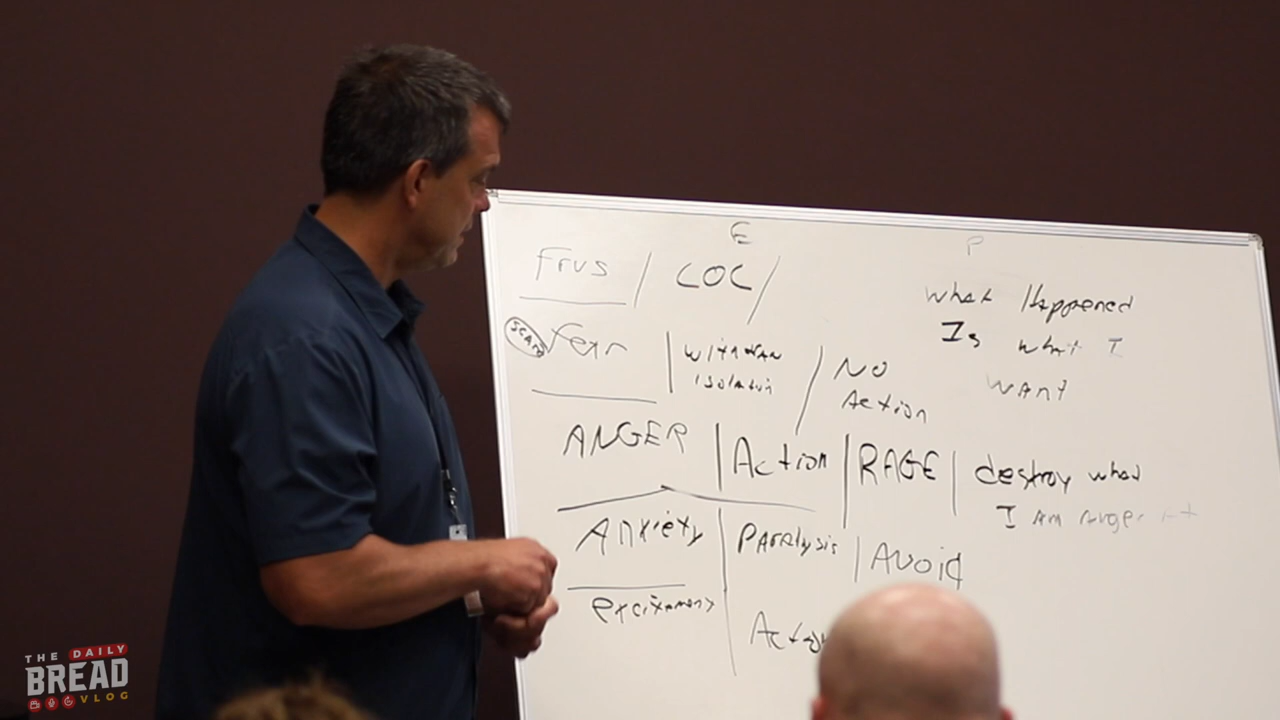 E P
Frus / COC /
What Happened
Is what I
want
SCAN Fear | Withdraw / NO
Isolation Action
ANGER | Action | RAGE | destroy what
I am anger at
Anxiety | Paralysis | Avoid
excitement
THE DAILY
BREAD
VLOG